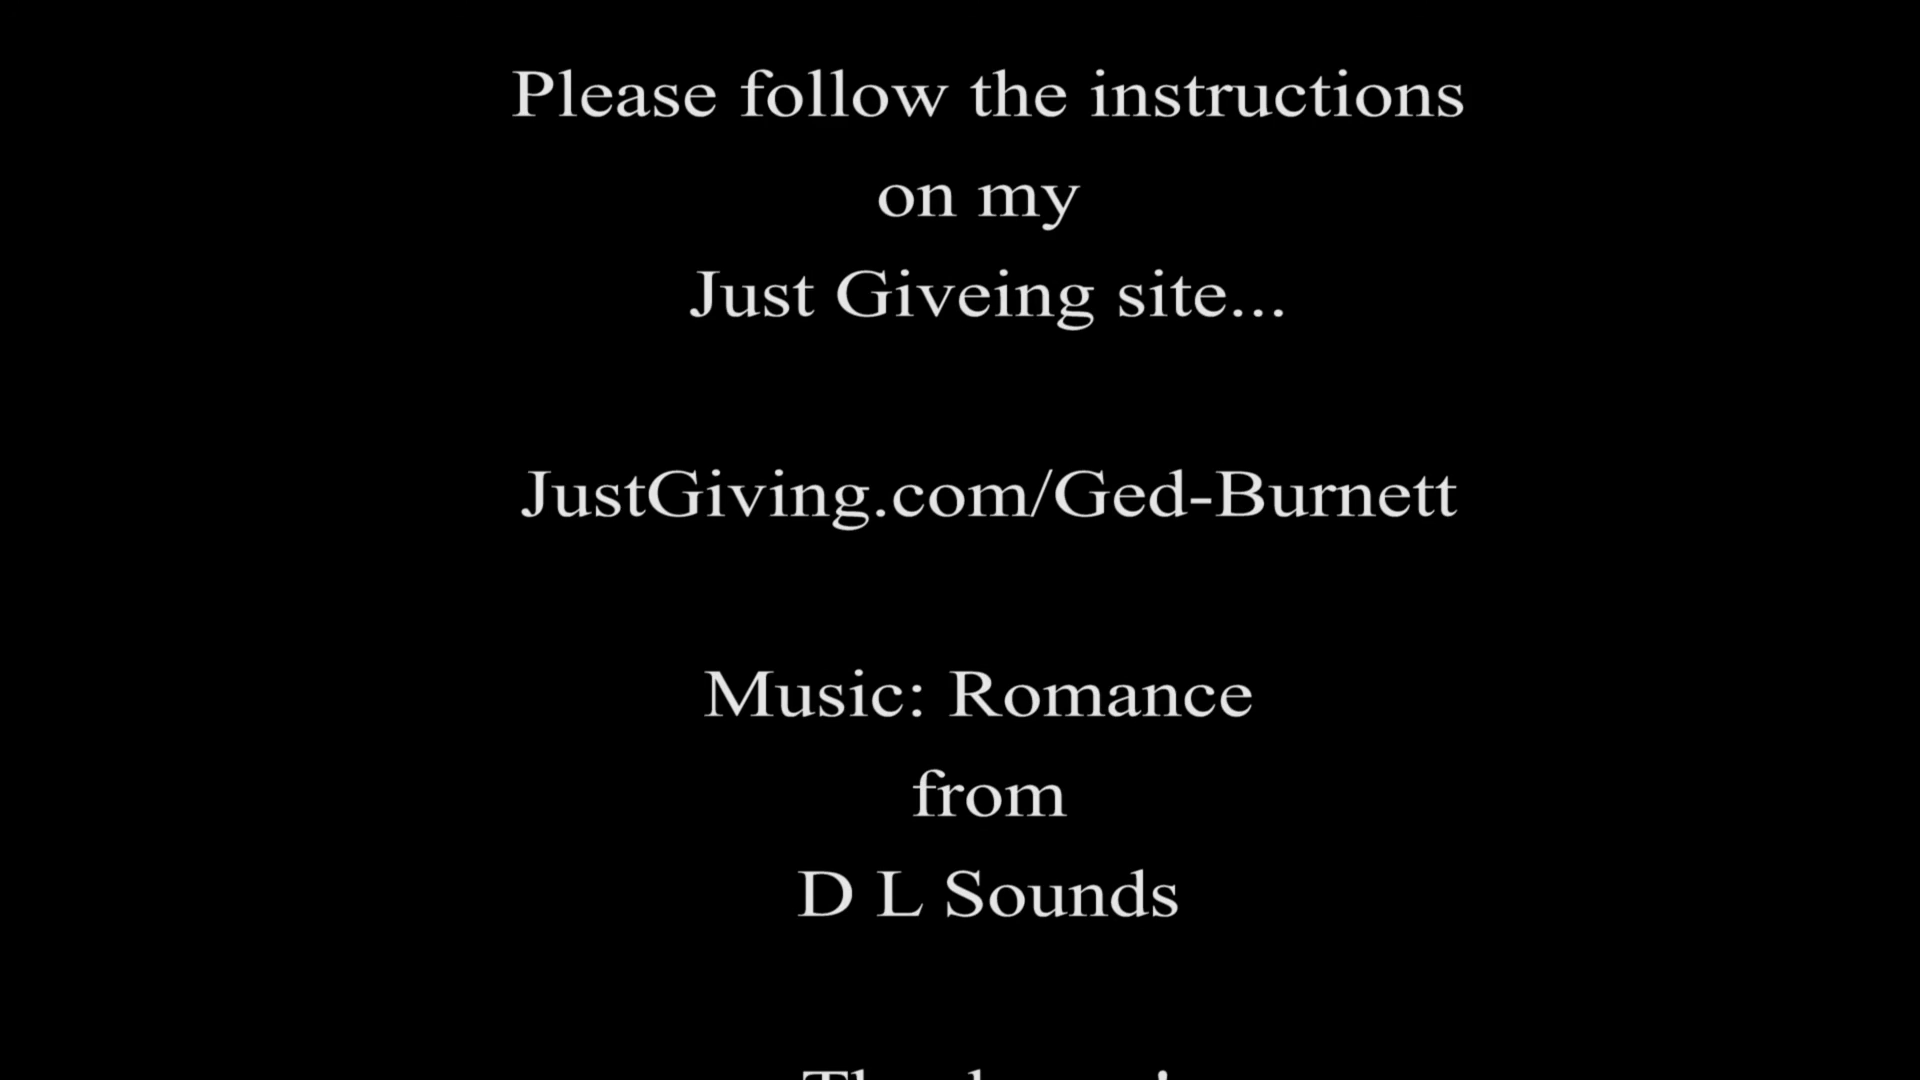 Please follow the instructions
on my
Just Giveing site...
JustGiving.com/Ged-Burnett
Music: Romance
from
D L Sounds